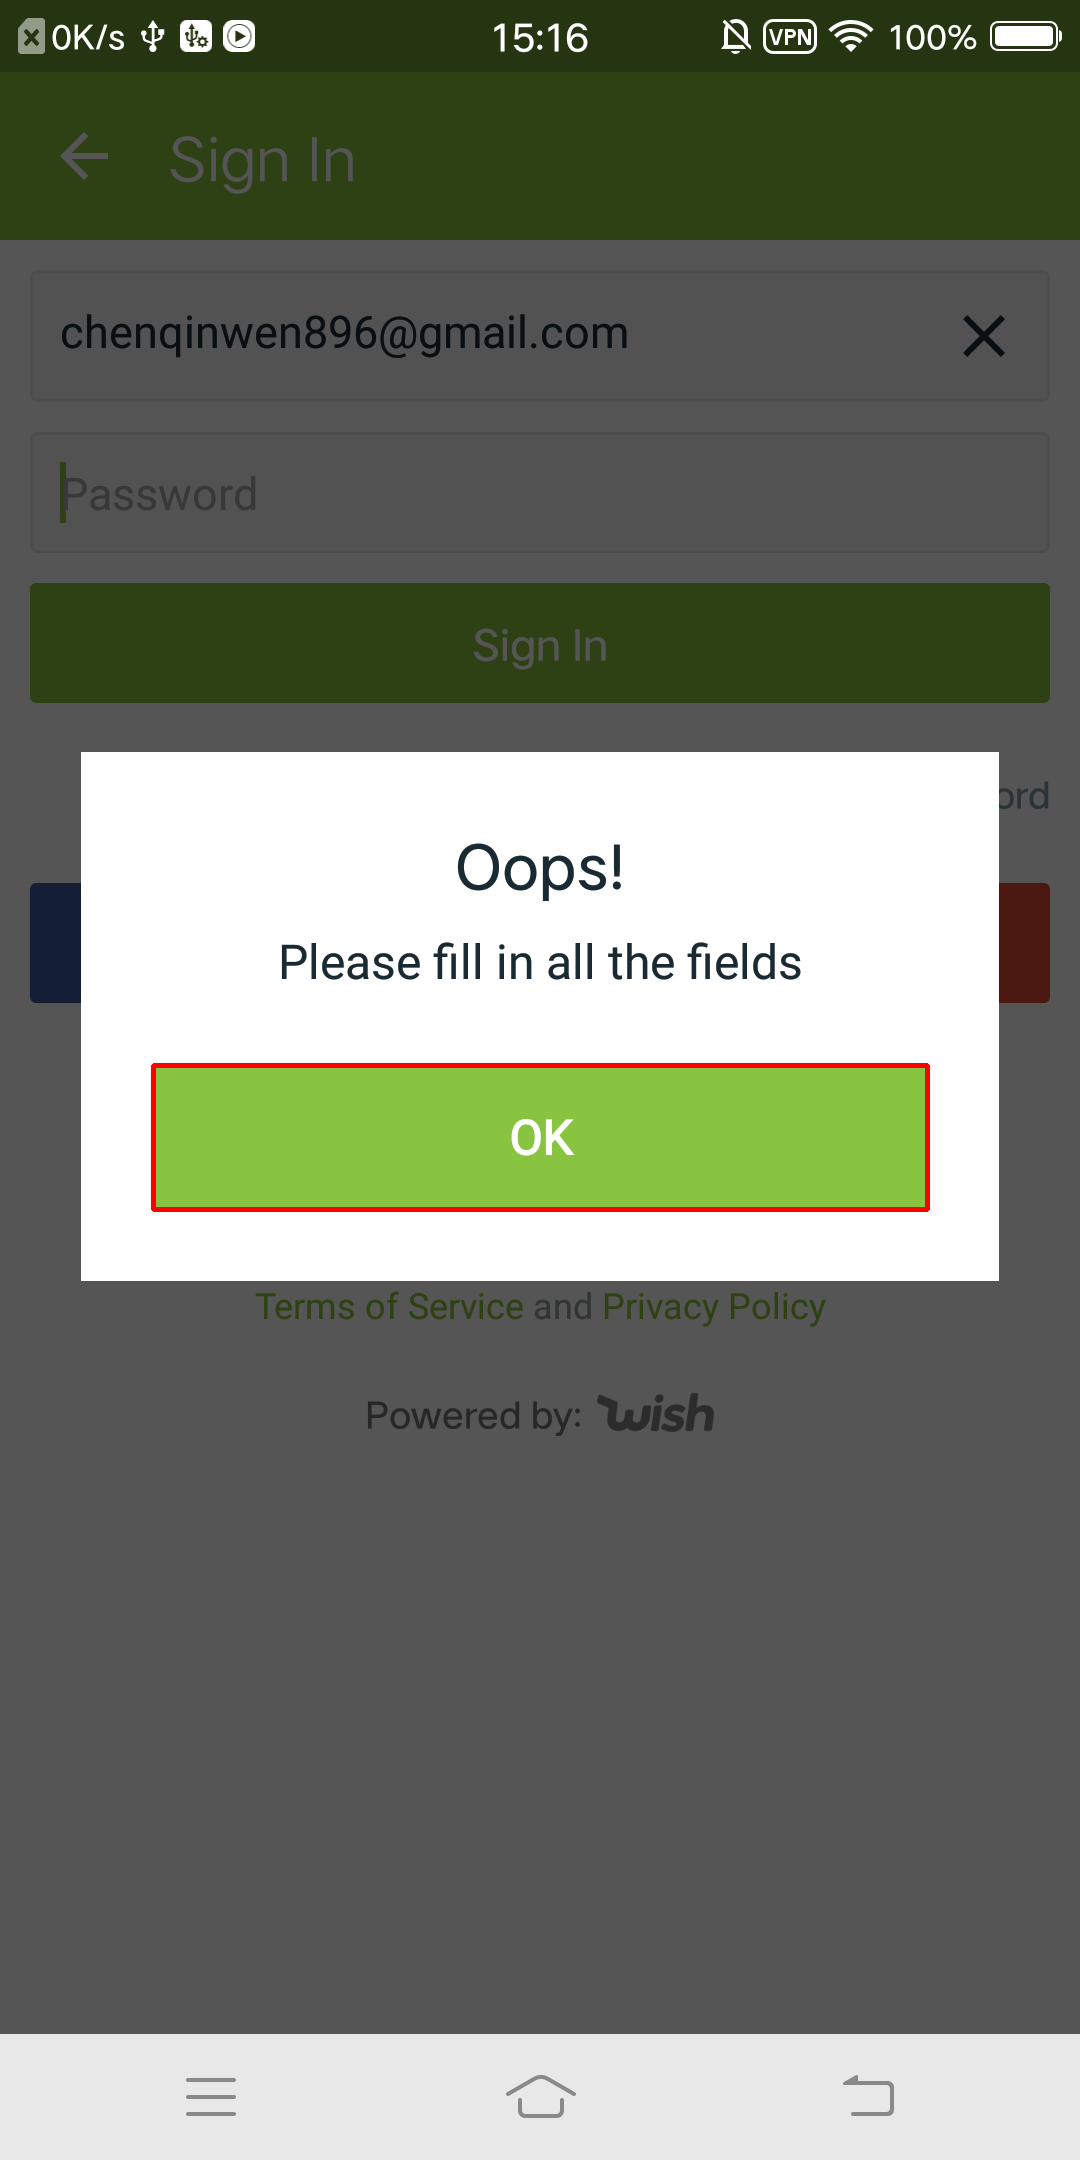 0K/s 15:16 VPN 100%
Sign In
chenqinwen896@gmail.com
Password
Sign In
ord
Oops!
Please fill in all the fields
OK
Terms of Service and Privacy Policy
Powered by: wish